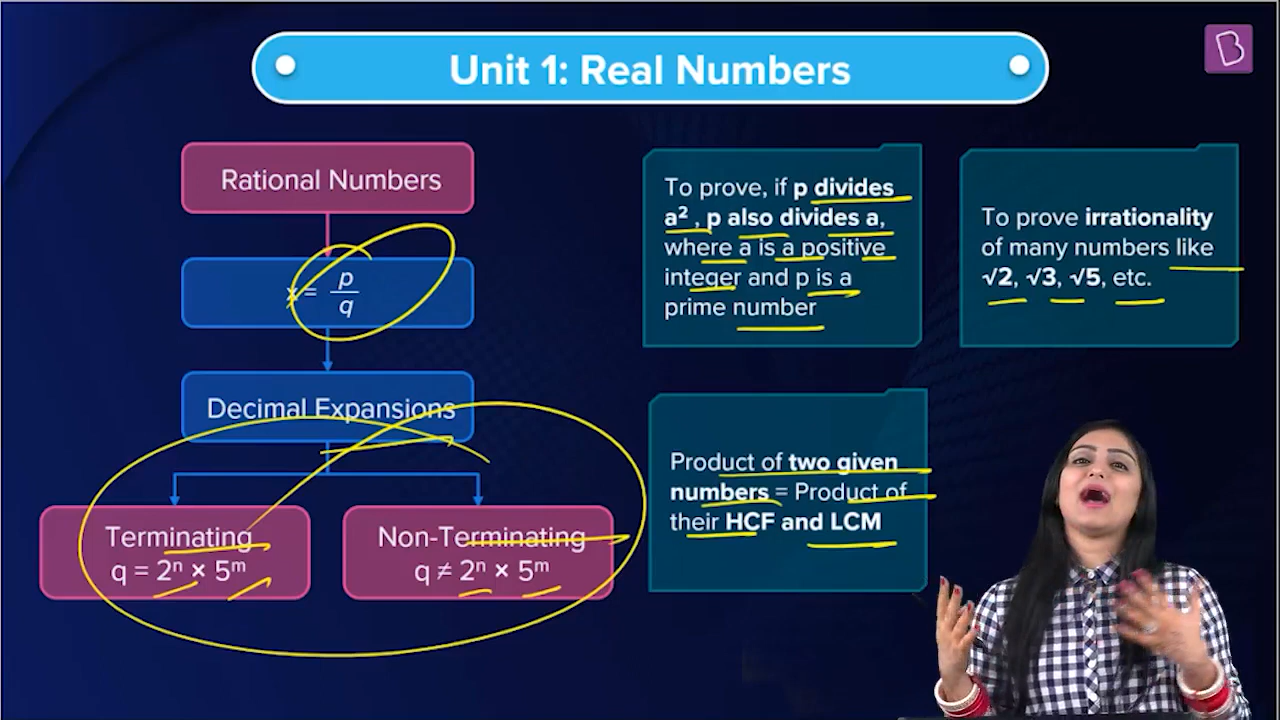 Unit 1: Real Numbers
B
Rational Numbers
x = p/q
Decimal Expansions
Terminating
q = 2ⁿ × 5ᵐ
Non-Terminating
q ≠ 2ⁿ × 5ᵐ
To prove, if p divides
a², p also divides a,
where a is a positive
integer and p is a
prime number
To prove irrationality
of many numbers like
√2, √3, √5, etc.
Product of two given
numbers = Product of
their HCF and LCM